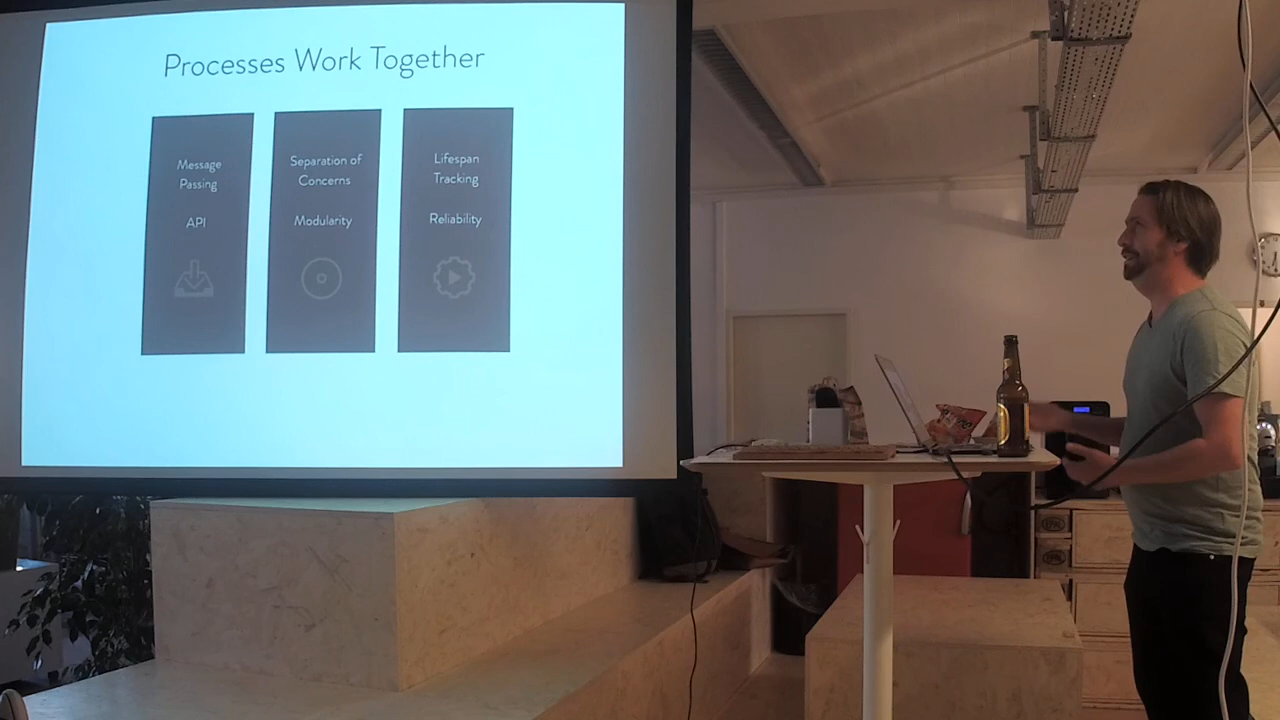 Processes Work Together
Message
Passing
API
Separation of
Concerns
Modularity
Lifespan
Tracking
Reliability